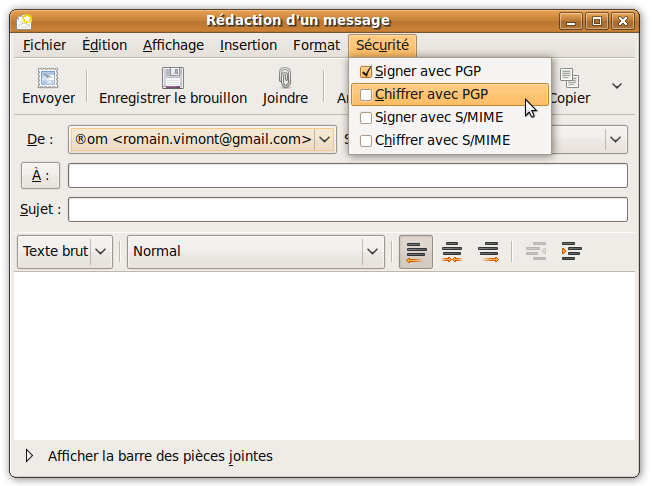 Rédaction d'un message
Fichier Édition Affichage Insertion Format Sécurité
Signer avec PGP
Chiffrer avec PGP
Signer avec S/MIME
Chiffrer avec S/MIME
Envoyer Enregistrer le brouillon Joindre Copier
De : ®om <romain.vimont@gmail.com>
À :
Sujet :
Texte brut Normal
Afficher la barre des pièces jointes